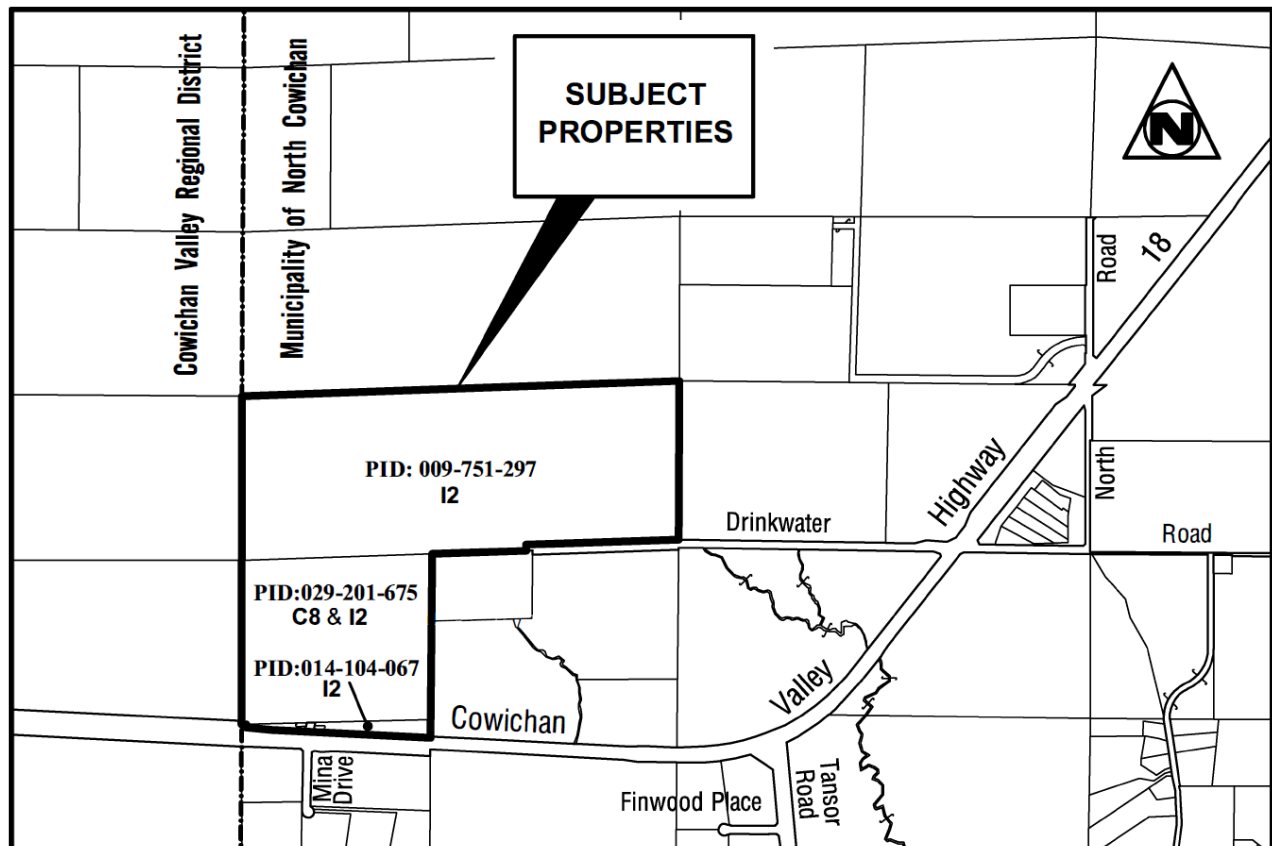 Cowichan Valley Regional District
Municipality of North Cowichan
SUBJECT
PROPERTIES
N
Road
18
PID: 009-751-297
I2
Highway
North
Drinkwater
Road
PID:029-201-675
C8 & I2
PID:014-104-067
I2
Cowichan
Valley
Mina
Drive
Finwood Place
Tansor
Road